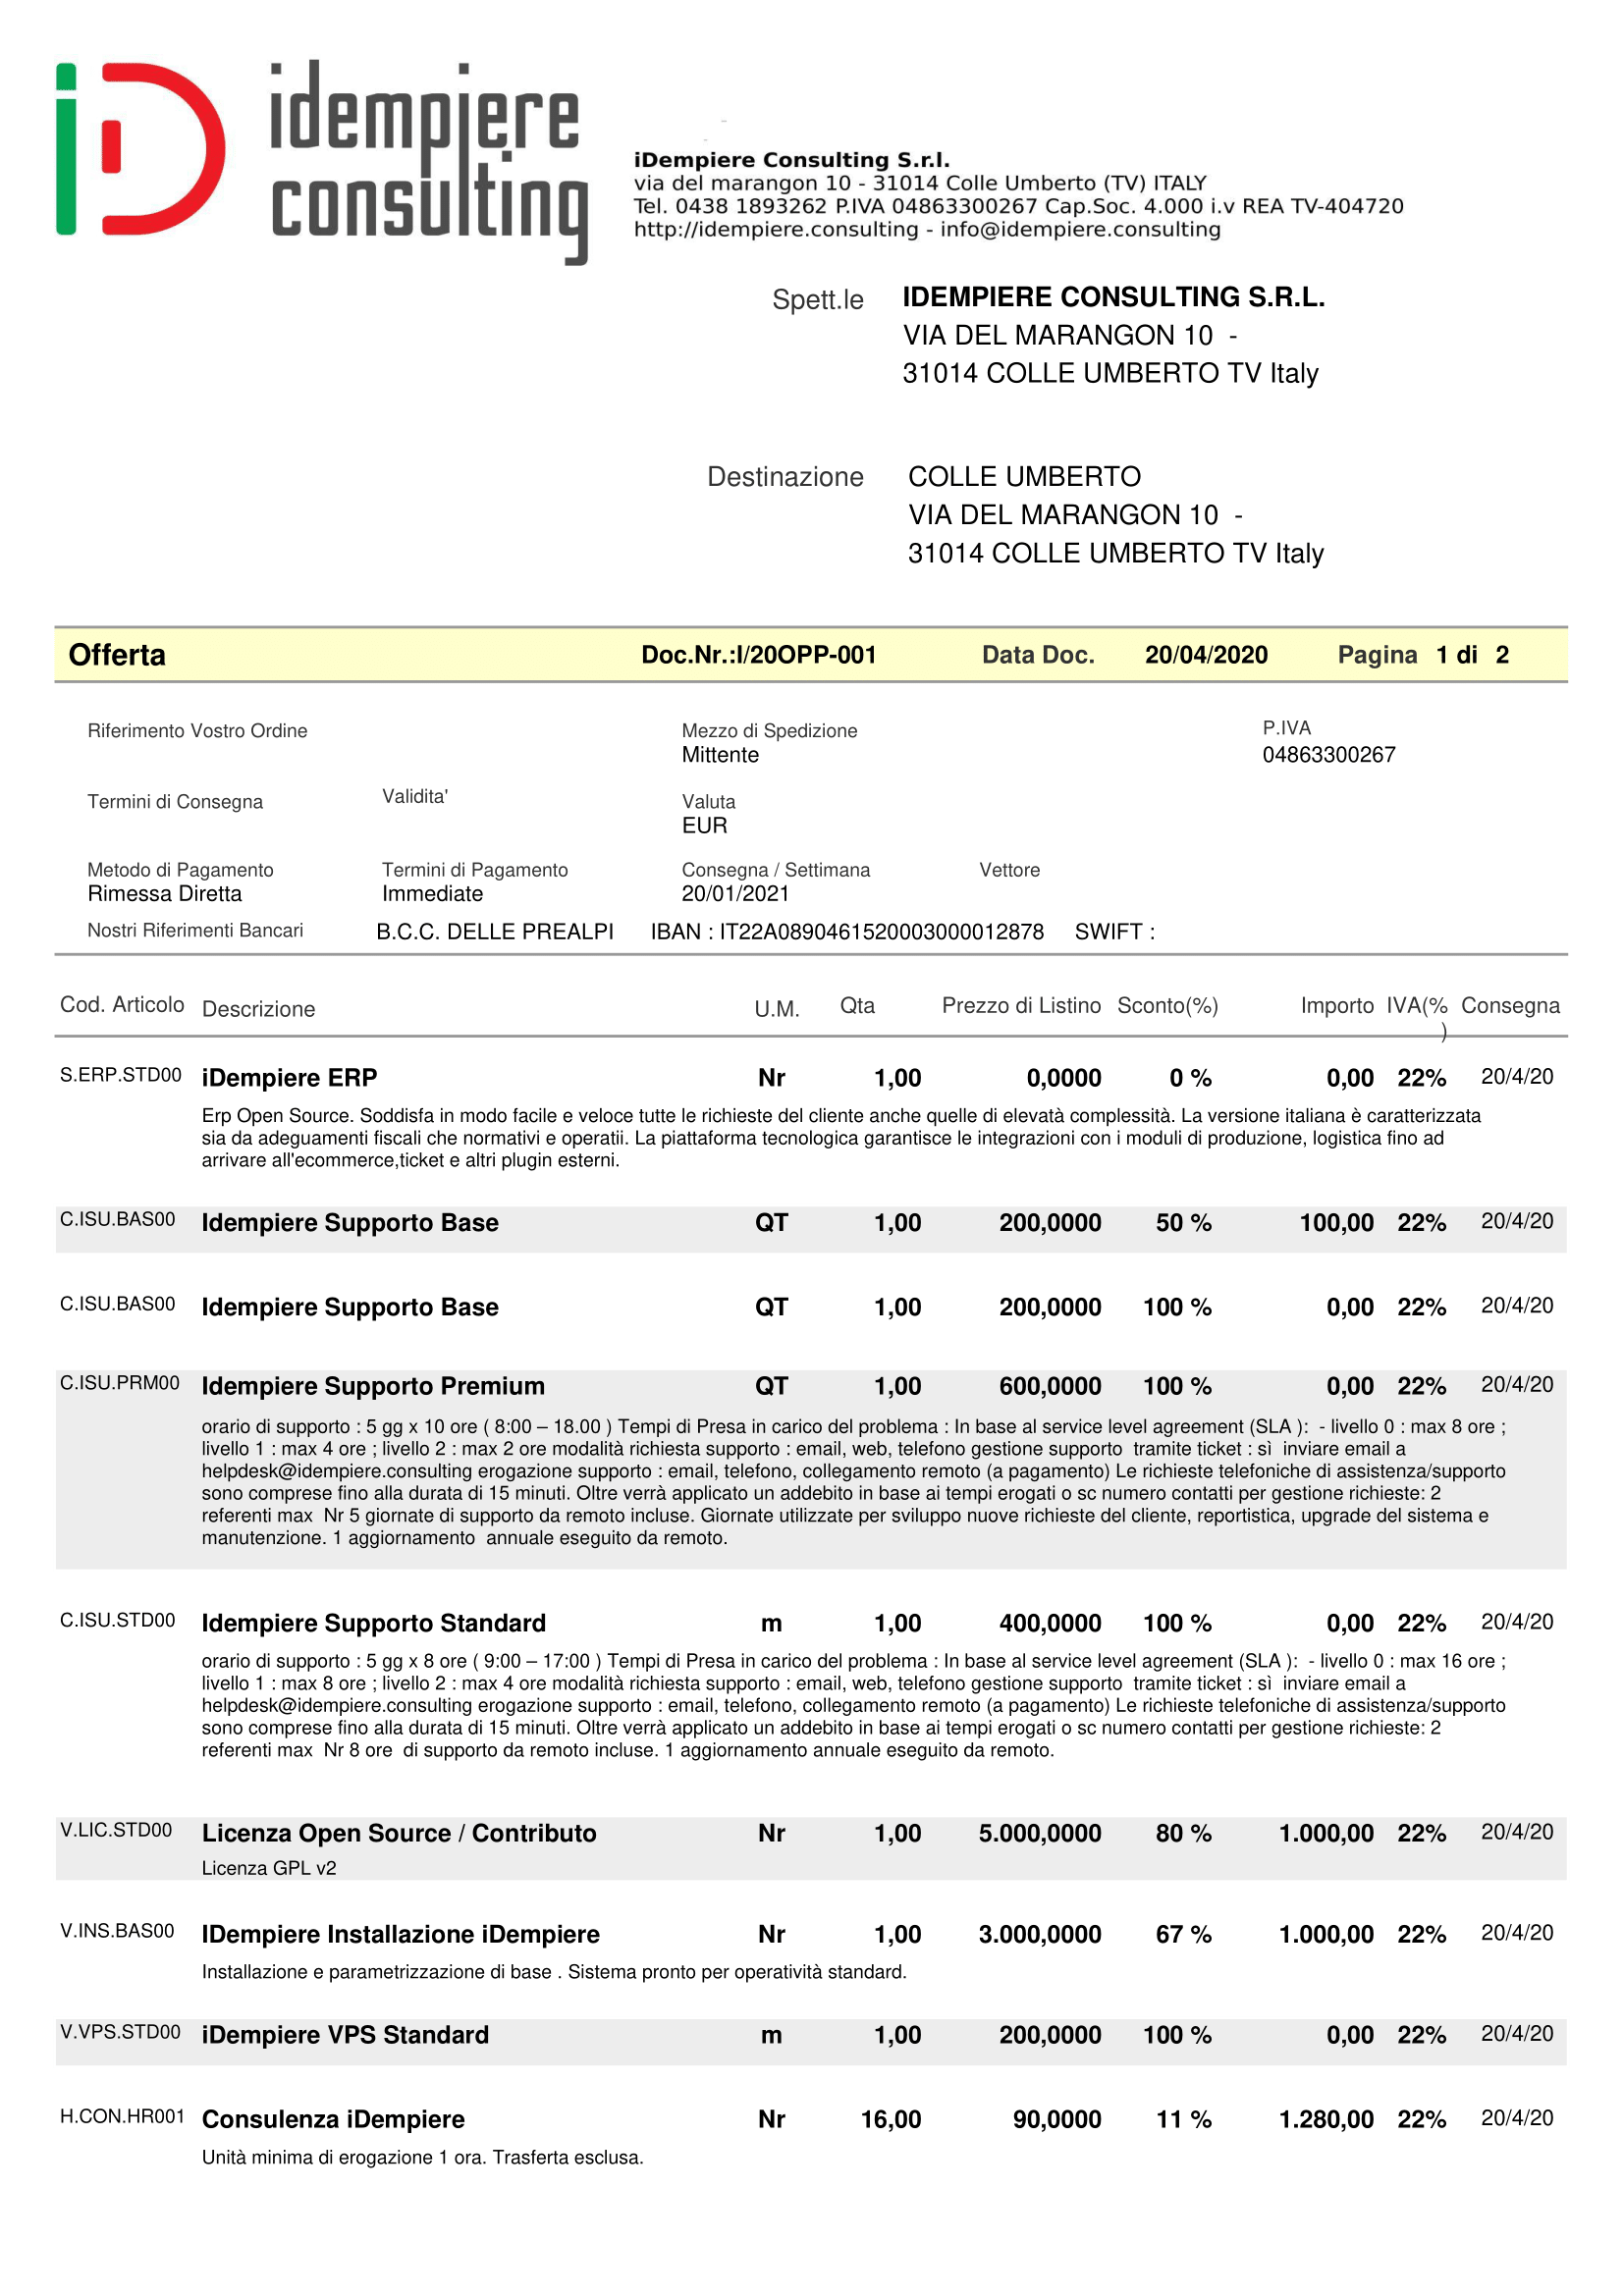 idempiere
consulting
iDempiere Consulting S.r.l.
via del marangon 10 - 31014 Colle Umberto (TV) ITALY
Tel. 0438 1893262 P.IVA 04863300267 Cap.Soc. 4.000 i.v REA TV-404720
http://idempiere.consulting - info@idempiere.consulting
Spett.le IDEMPIERE CONSULTING S.R.L.
VIA DEL MARANGON 10 -
31014 COLLE UMBERTO TV Italy
Destinazione COLLE UMBERTO
VIA DEL MARANGON 10 -
31014 COLLE UMBERTO TV Italy
Offerta Doc.Nr.:I/20OPP-001 Data Doc. 20/04/2020 Pagina 1 di 2
Riferimento Vostro Ordine Mezzo di Spedizione P.IVA
Mittente 04863300267
Termini di Consegna Validita' Valuta
EUR
Metodo di Pagamento Termini di Pagamento Consegna / Settimana Vettore
Rimessa Diretta Immediate 20/01/2021
Nostri Riferimenti Bancari B.C.C. DELLE PREALPI IBAN : IT22A0890461520003000012878 SWIFT :
Cod. Articolo Descrizione U.M. Qta Prezzo di Listino Sconto(%) Importo IVA(% Consegna
)
S.ERP.STD00 iDempiere ERP Nr 1,00 0,0000 0 % 0,00 22% 20/4/20
Erp Open Source. Soddisfa in modo facile e veloce tutte le richieste del cliente anche quelle di elevatà complessità. La versione italiana è caratterizzata
sia da adeguamenti fiscali che normativi e operatii. La piattaforma tecnologica garantisce le integrazioni con i moduli di produzione, logistica fino ad
arrivare all'ecommerce,ticket e altri plugin esterni.
C.ISU.BAS00 Idempiere Supporto Base QT 1,00 200,0000 50 % 100,00 22% 20/4/20
C.ISU.BAS00 Idempiere Supporto Base QT 1,00 200,0000 100 % 0,00 22% 20/4/20
C.ISU.PRM00 Idempiere Supporto Premium QT 1,00 600,0000 100 % 0,00 22% 20/4/20
orario di supporto : 5 gg x 10 ore ( 8:00 – 18.00 ) Tempi di Presa in carico del problema : In base al service level agreement (SLA ): - livello 0 : max 8 ore ;
livello 1 : max 4 ore ; livello 2 : max 2 ore modalità richiesta supporto : email, web, telefono gestione supporto tramite ticket : sì inviare email a
helpdesk@idempiere.consulting erogazione supporto : email, telefono, collegamento remoto (a pagamento) Le richieste telefoniche di assistenza/supporto
sono comprese fino alla durata di 15 minuti. Oltre verrà applicato un addebito in base ai tempi erogati o sc numero contatti per gestione richieste: 2
referenti max Nr 5 giornate di supporto da remoto incluse. Giornate utilizzate per sviluppo nuove richieste del cliente, reportistica, upgrade del sistema e
manutenzione. 1 aggiornamento annuale eseguito da remoto.
C.ISU.STD00 Idempiere Supporto Standard m 1,00 400,0000 100 % 0,00 22% 20/4/20
orario di supporto : 5 gg x 8 ore ( 9:00 – 17:00 ) Tempi di Presa in carico del problema : In base al service level agreement (SLA ): - livello 0 : max 16 ore ;
livello 1 : max 8 ore ; livello 2 : max 4 ore modalità richiesta supporto : email, web, telefono gestione supporto tramite ticket : sì inviare email a
helpdesk@idempiere.consulting erogazione supporto : email, telefono, collegamento remoto (a pagamento) Le richieste telefoniche di assistenza/supporto
sono comprese fino alla durata di 15 minuti. Oltre verrà applicato un addebito in base ai tempi erogati o sc numero contatti per gestione richieste: 2
referenti max Nr 8 ore di supporto da remoto incluse. 1 aggiornamento annuale eseguito da remoto.
V.LIC.STD00 Licenza Open Source / Contributo Nr 1,00 5.000,0000 80 % 1.000,00 22% 20/4/20
Licenza GPL v2
V.INS.BAS00 IDempiere Installazione iDempiere Nr 1,00 3.000,0000 67 % 1.000,00 22% 20/4/20
Installazione e parametrizzazione di base . Sistema pronto per operatività standard.
V.VPS.STD00 iDempiere VPS Standard m 1,00 200,0000 100 % 0,00 22% 20/4/20
H.CON.HR001 Consulenza iDempiere Nr 16,00 90,0000 11 % 1.280,00 22% 20/4/20
Unità minima di erogazione 1 ora. Trasferta esclusa.